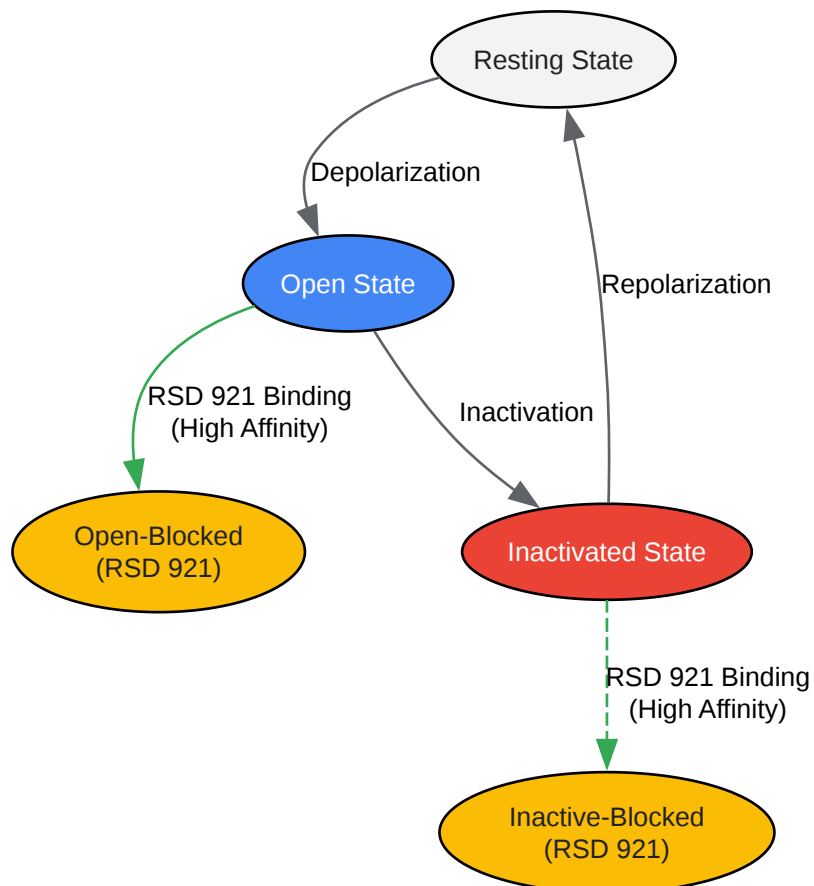 Resting State
Depolarization
Open State
Repolarization
RSD 921 Binding
(High Affinity)
Inactivation
Open-Blocked
(RSD 921)
Inactivated State
RSD 921 Binding
(High Affinity)
Inactive-Blocked
(RSD 921)